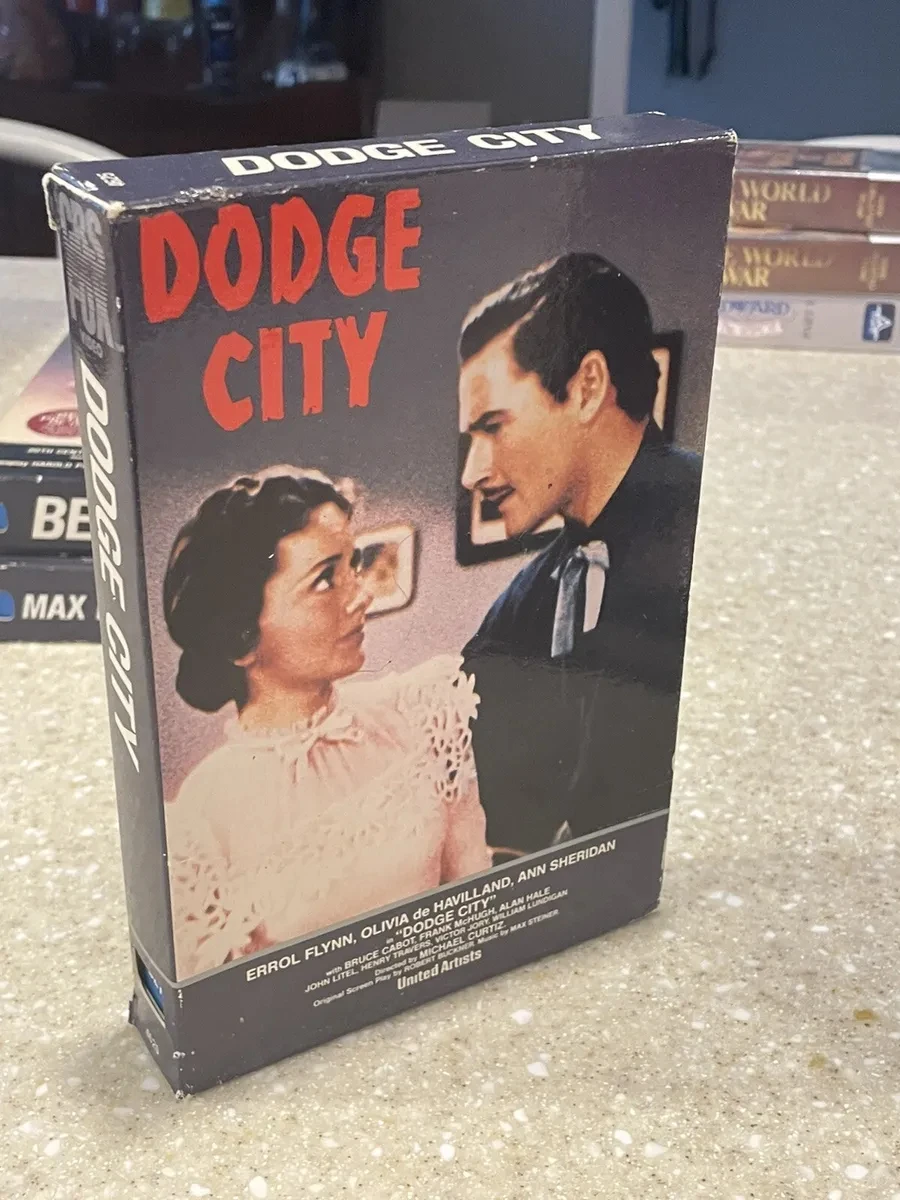 DODGE CITY
DODGE
CITY
CBS
FOX
VIDEO
DODGE CITY
ERROL FLYNN, OLIVIA de HAVILLAND, ANN SHERIDAN
in "DODGE CITY"
with BRUCE CABOT, FRANK McHUGH, ALAN HALE
JOHN LITEL, HENRY TRAVERS, VICTOR JORY, WILLIAM LUNDIGAN
Directed by MICHAEL CURTIZ.
Original Screen Play by ROBERT BUCKNER. Music by MAX STEINER.
United Artists
BE
MAX
WORLD
WAR
WORLD
WAR